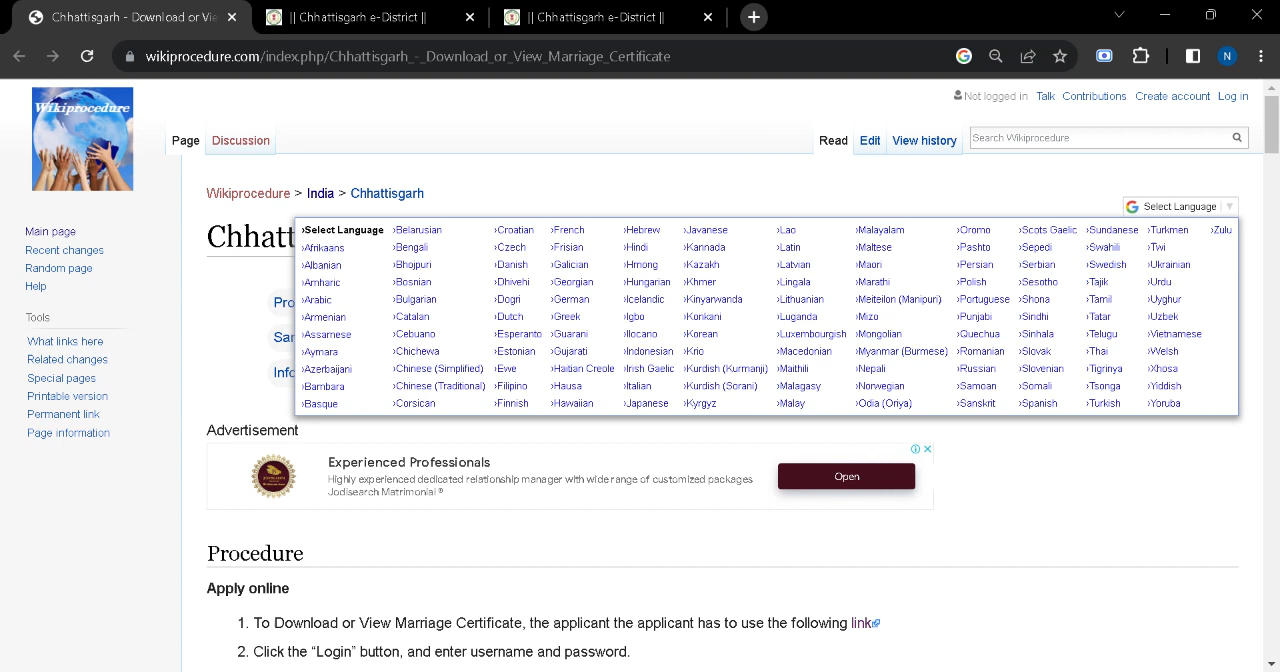 Chhattisgarh - Download or Vie
|| Chhattisgarh e-District ||
|| Chhattisgarh e-District ||
wikiprocedure.com/index.php/Chhattisgarh_-_Download_or_View_Marriage_Certificate
N
Wikiprocedure
Not logged in Talk Contributions Create account Log in
Page Discussion Read Edit View history Search Wikiprocedure
Main page
Recent changes
Random page
Help
Tools
What links here
Related changes
Special pages
Printable version
Permanent link
Page information
Wikiprocedure > India > Chhattisgarh
Select Language
Chhatt
›Select Language ›Belarusian ›Croatian ›French ›Hebrew ›Javanese ›Lao ›Malayalam ›Oromo ›Scots Gaelic ›Sundanese ›Turkmen ›Zulu
›Afrikaans ›Bengali ›Czech ›Frisian ›Hindi ›Kannada ›Latin ›Maltese ›Pashto ›Sepedi ›Swahili ›Twi
›Albanian ›Bhojpuri ›Danish ›Galician ›Hmong ›Kazakh ›Latvian ›Maori ›Persian ›Serbian ›Swedish ›Ukrainian
›Amharic ›Bosnian ›Dhivehi ›Georgian ›Hungarian ›Khmer ›Lingala ›Marathi ›Polish ›Sesotho ›Tajik ›Urdu
Pro ›Arabic ›Bulgarian ›Dogri ›German ›Icelandic ›Kinyarwanda ›Lithuanian ›Meiteilon (Manipuri) ›Portuguese ›Shona ›Tamil ›Uyghur
›Armenian ›Catalan ›Dutch ›Greek ›Igbo ›Konkani ›Luganda ›Mizo ›Punjabi ›Sindhi ›Tatar ›Uzbek
Sar ›Assamese ›Cebuano ›Esperanto ›Guarani ›Ilocano ›Korean ›Luxembourgish ›Mongolian ›Quechua ›Sinhala ›Telugu ›Vietnamese
›Aymara ›Chichewa ›Estonian ›Gujarati ›Indonesian ›Krio ›Macedonian ›Myanmar (Burmese) ›Romanian ›Slovak ›Thai ›Welsh
Info ›Azerbaijani ›Chinese (Simplified) ›Ewe ›Haitian Creole ›Irish Gaelic ›Kurdish (Kurmanji) ›Maithili ›Nepali ›Russian ›Slovenian ›Tigrinya ›Xhosa
›Bambara ›Chinese (Traditional) ›Filipino ›Hausa ›Italian ›Kurdish (Sorani) ›Malagasy ›Norwegian ›Samoan ›Somali ›Tsonga ›Yiddish
›Basque ›Corsican ›Finnish ›Hawaiian ›Japanese ›Kyrgyz ›Malay ›Odia (Oriya) ›Sanskrit ›Spanish ›Turkish ›Yoruba
Advertisement
Experienced Professionals
Highly experienced dedicated relationship manager with wide range of customized packages
Jodisearch Matrimonial ®
Open
Procedure
Apply online
1. To Download or View Marriage Certificate, the applicant the applicant has to use the following link
2. Click the “Login” button, and enter username and password.